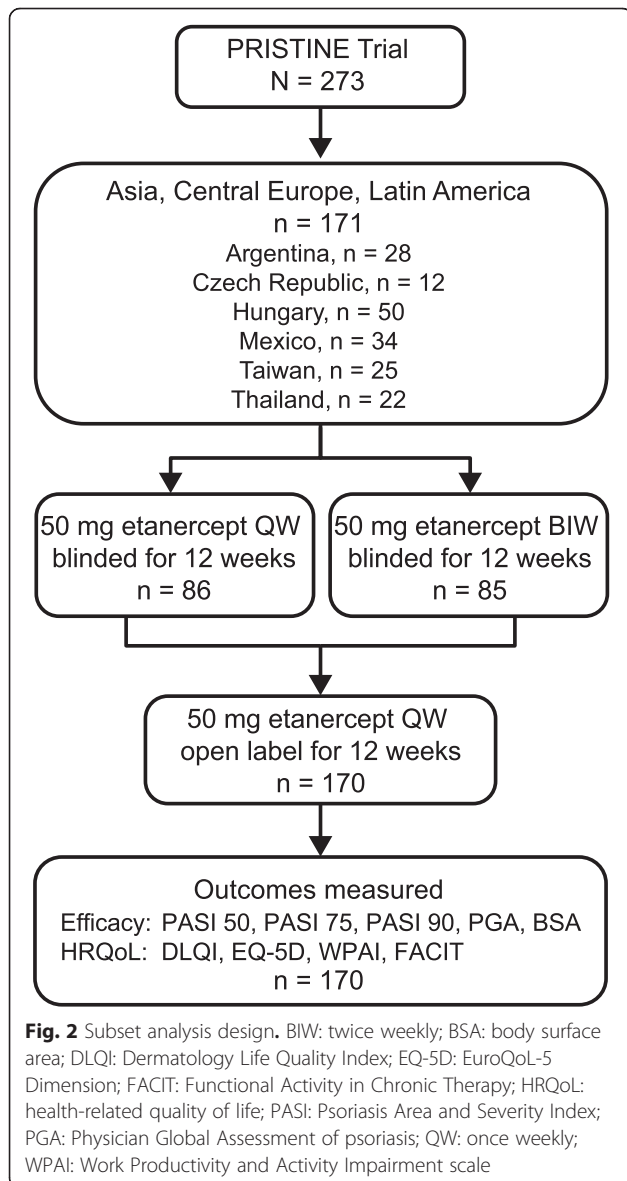 PRISTINE Trial
N = 273
Asia, Central Europe, Latin America
n = 171
Argentina, n = 28
Czech Republic, n = 12
Hungary, n = 50
Mexico, n = 34
Taiwan, n = 25
Thailand, n = 22
50 mg etanercept QW
blinded for 12 weeks
n = 86
50 mg etanercept BIW
blinded for 12 weeks
n = 85
50 mg etanercept QW
open label for 12 weeks
n = 170
Outcomes measured
Efficacy: PASI 50, PASI 75, PASI 90, PGA, BSA
HRQoL: DLQI, EQ-5D, WPAI, FACIT
n = 170
Fig. 2 Subset analysis design. BIW: twice weekly; BSA: body surface
area; DLQI: Dermatology Life Quality Index; EQ-5D: EuroQoL-5
Dimension; FACIT: Functional Activity in Chronic Therapy; HRQoL:
health-related quality of life; PASI: Psoriasis Area and Severity Index;
PGA: Physician Global Assessment of psoriasis; QW: once weekly;
WPAI: Work Productivity and Activity Impairment scale